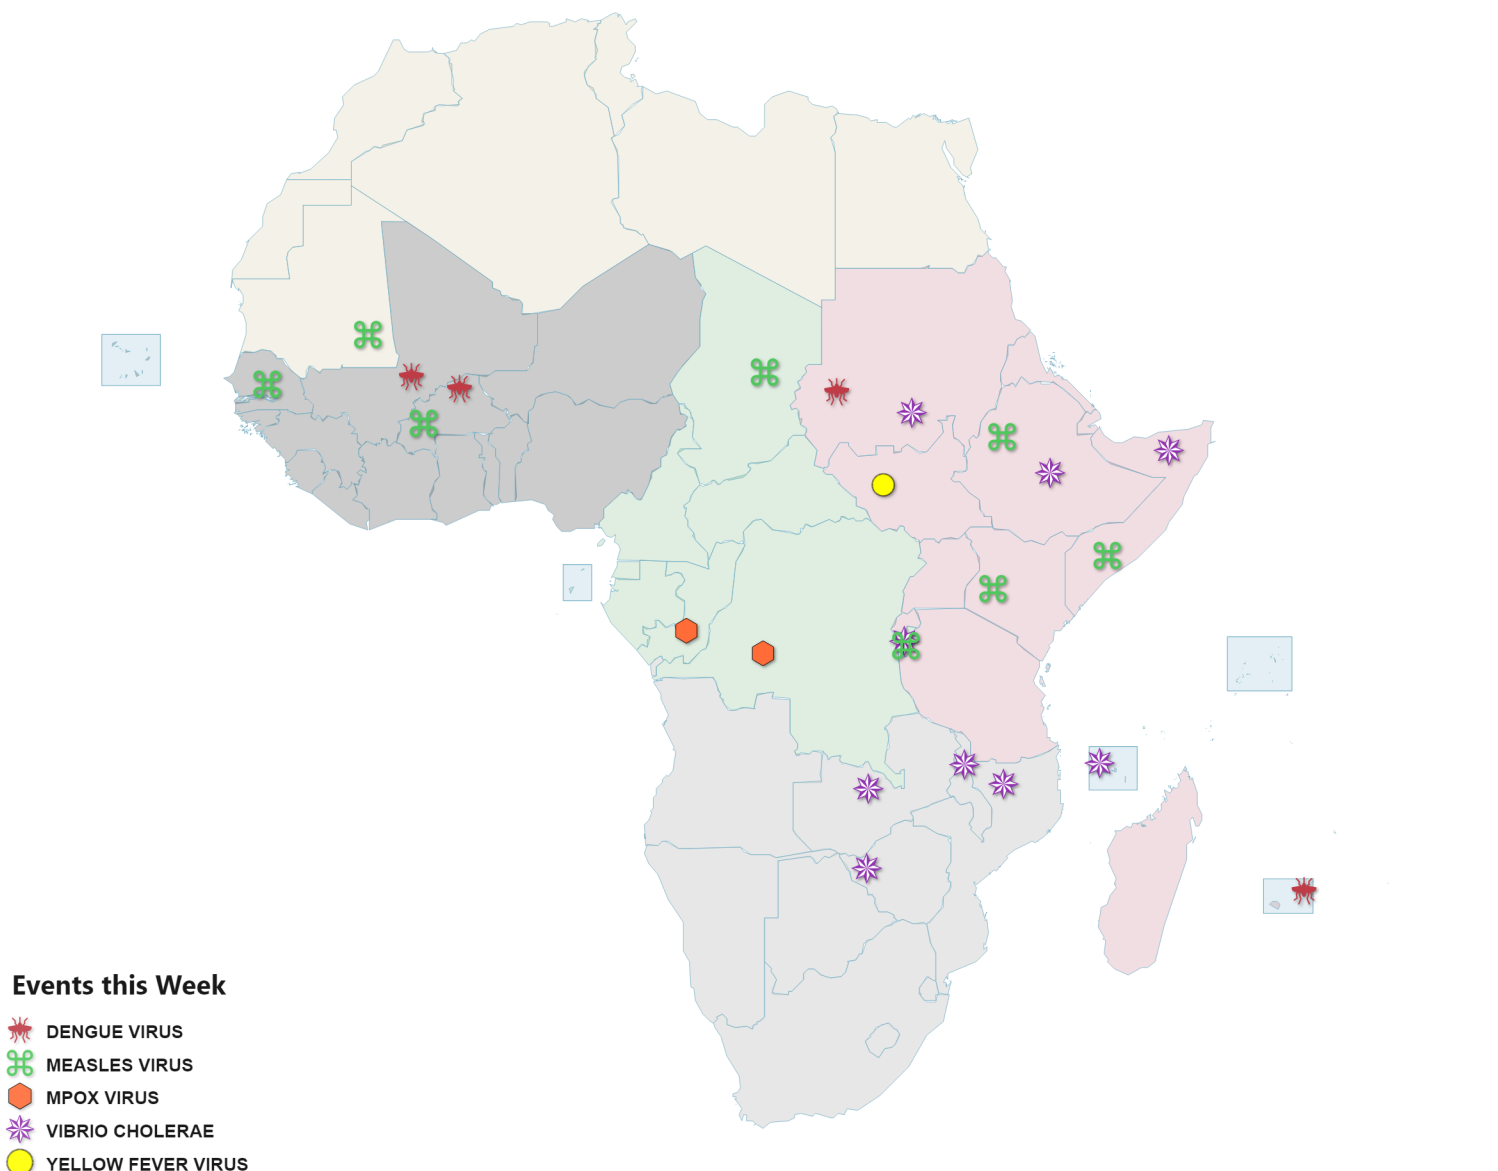 Events this Week
DENGUE VIRUS
MEASLES VIRUS
MPOX VIRUS
VIBRIO CHOLERAE
YELLOW FEVER VIRUS